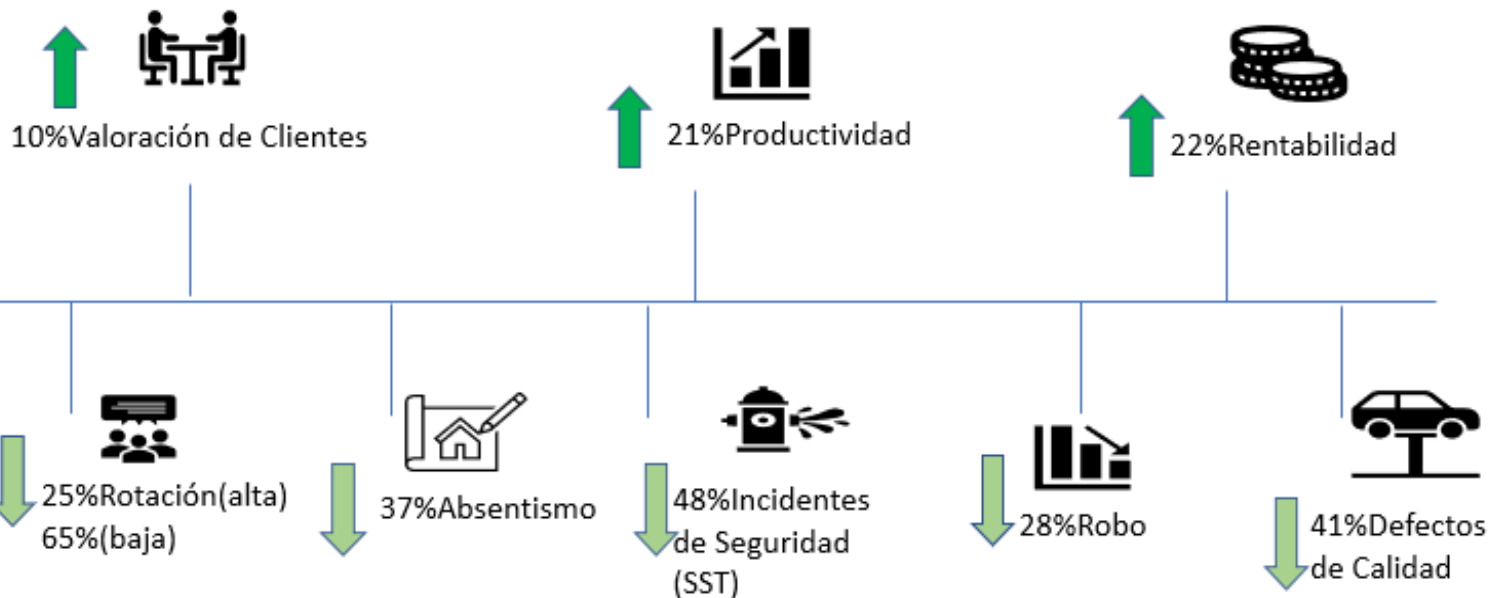 10%Valoración de Clientes
21%Productividad
22%Rentabilidad
25%Rotación(alta)
65%(baja)
37%Absentismo
48%Incidentes
de Seguridad
(SST)
28%Robo
41%Defectos
de Calidad